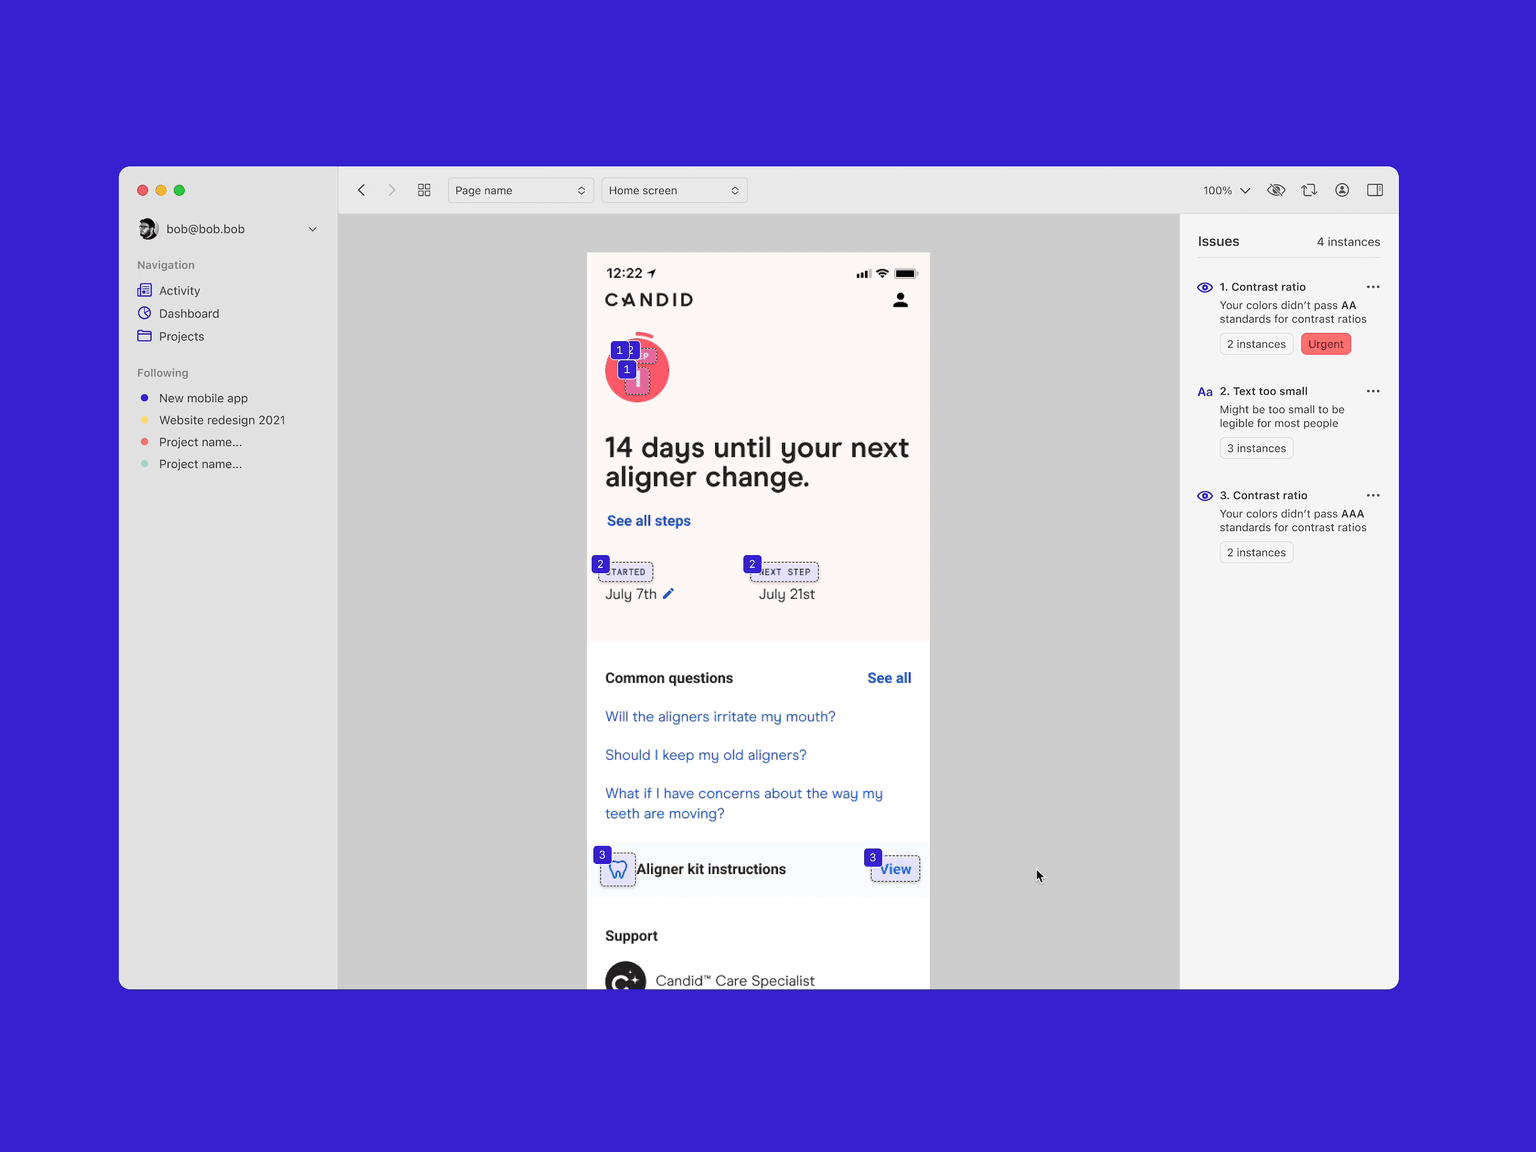 bob@bob.bob
Navigation
Activity
Dashboard
Projects
Following
New mobile app
Website redesign 2021
Project name...
Project name...
Page name
Home screen
100%
12:22
CANDID
1 2
1
14 days until your next
aligner change.
See all steps
2
STARTED
July 7th
2
NEXT STEP
July 21st
Common questions
See all
Will the aligners irritate my mouth?
Should I keep my old aligners?
What if I have concerns about the way my
teeth are moving?
3
Aligner kit instructions
3
View
Support
Candid™ Care Specialist
Issues
4 instances
1. Contrast ratio
Your colors didn’t pass AA
standards for contrast ratios
2 instances
Urgent
Aa
2. Text too small
Might be too small to be
legible for most people
3 instances
3. Contrast ratio
Your colors didn’t pass AAA
standards for contrast ratios
2 instances